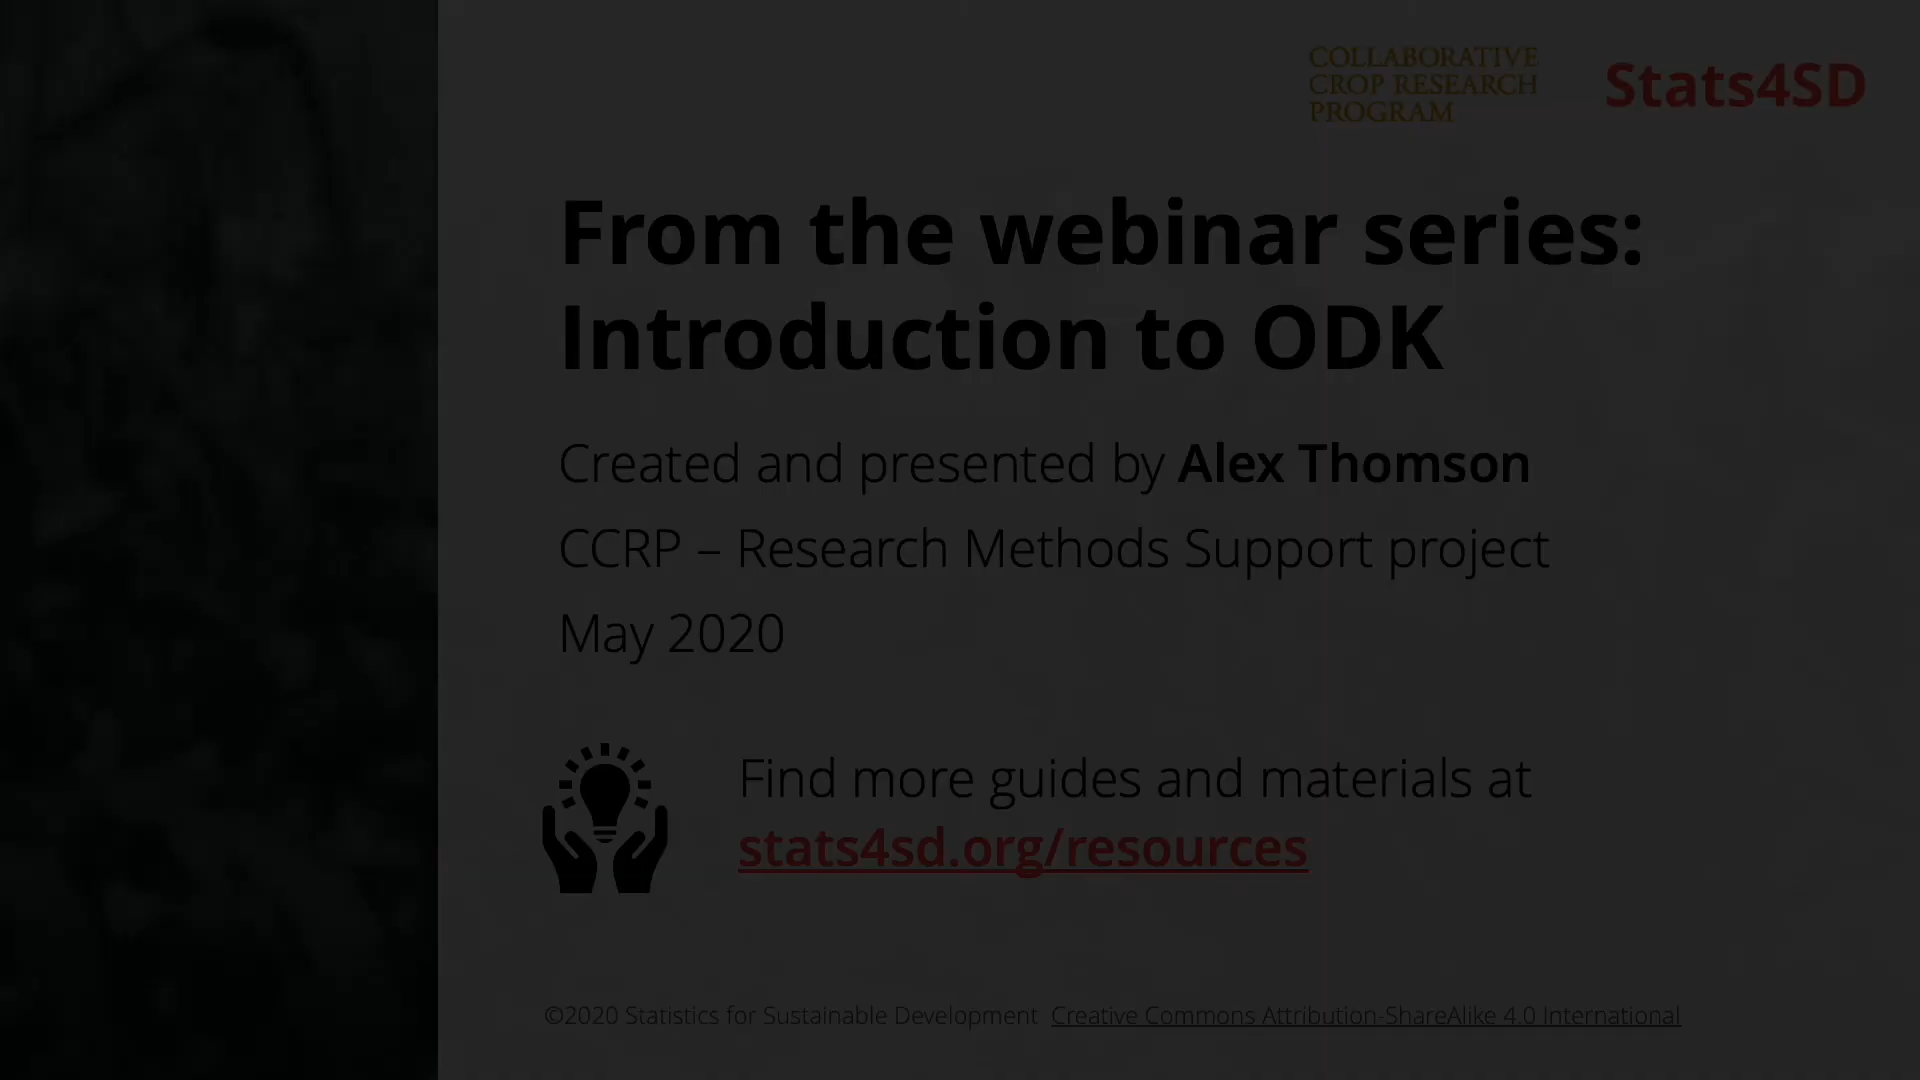 COLLABORATIVE
CROP RESEARCH
PROGRAM
Stats4SD
From the webinar series:
Introduction to ODK
Created and presented by Alex Thomson
CCRP – Research Methods Support project
May 2020
Find more guides and materials at
stats4sd.org/resources
©2020 Statistics for Sustainable Development Creative Commons Attribution-ShareAlike 4.0 International